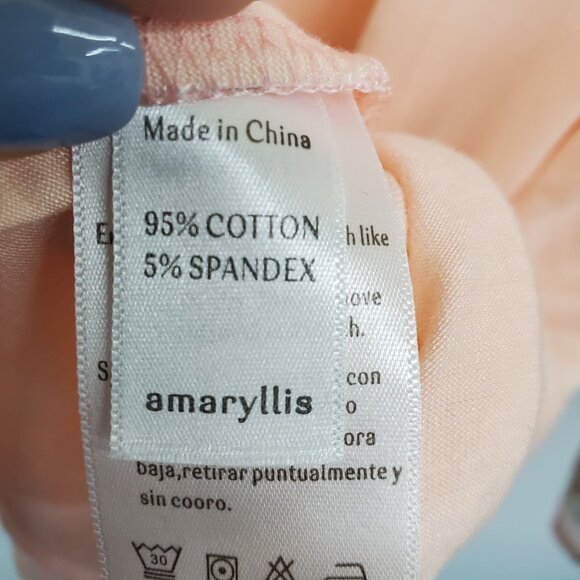 Made in China
95% COTTON
5% SPANDEX
amaryllis
h like
ove
h.
S
con
o
ora
baja,retirar puntualmente y
sin cooro.
30